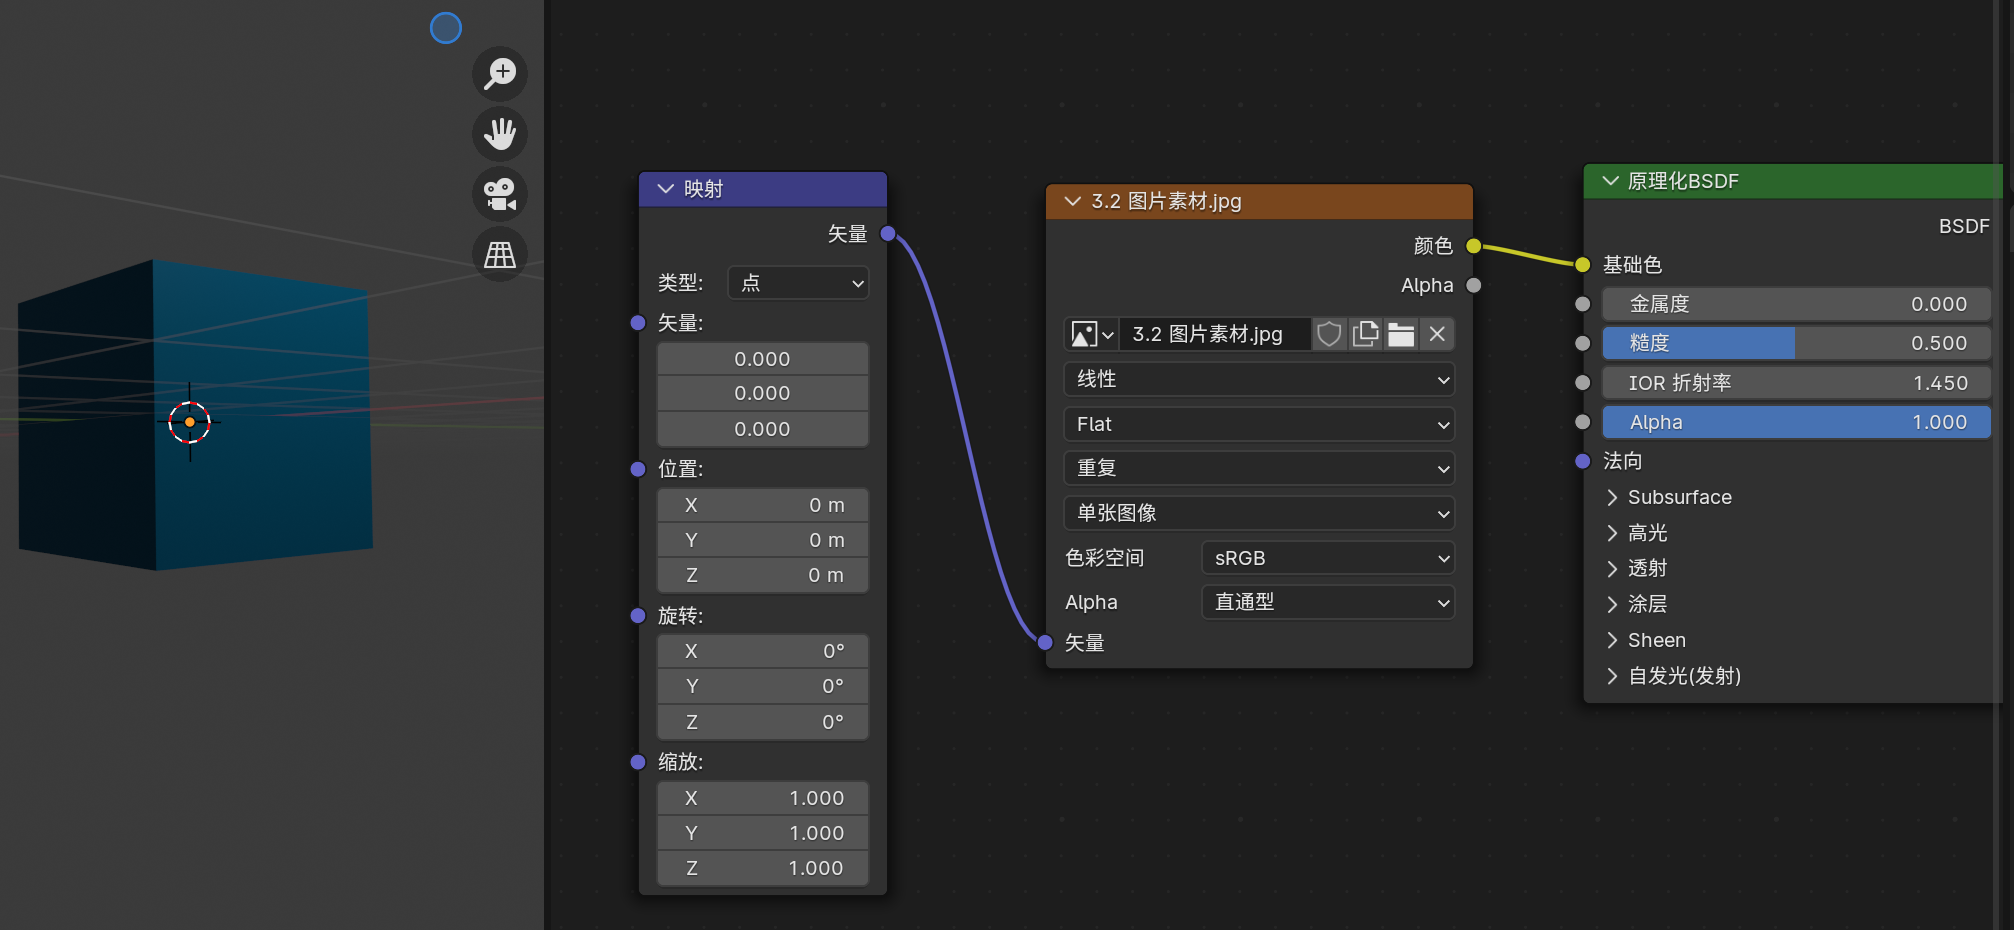 映射
矢量
类型: 点
矢量:
0.000
0.000
0.000
位置:
X 0 m
Y 0 m
Z 0 m
旋转:
X 0°
Y 0°
Z 0°
缩放:
X 1.000
Y 1.000
Z 1.000
3.2 图片素材.jpg
颜色
Alpha
3.2 图片素材.jpg
线性
Flat
重复
单张图像
色彩空间 sRGB
Alpha 直通型
矢量
原理化BSDF
BSDF
基础色
金属度 0.000
糙度 0.500
IOR 折射率 1.450
Alpha 1.000
法向
Subsurface
高光
透射
涂层
Sheen
自发光(发射)